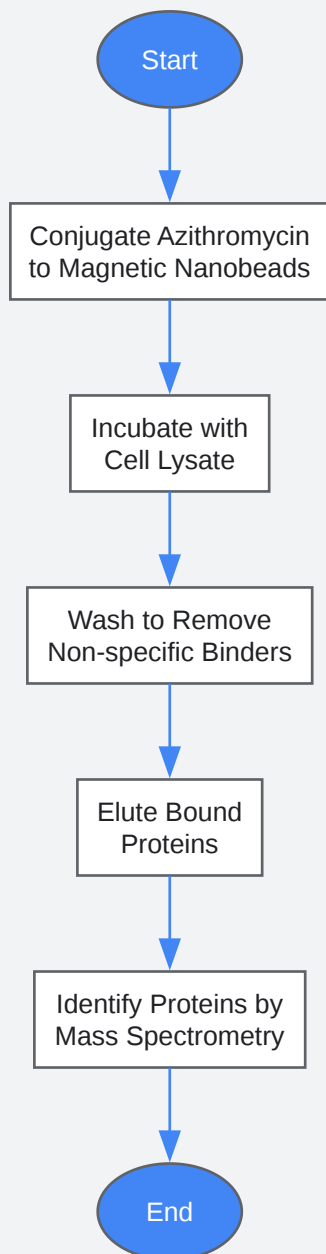 Start
Conjugate Azithromycin
to Magnetic Nanobeads
Incubate with
Cell Lysate
Wash to Remove
Non-specific Binders
Elute Bound
Proteins
Identify Proteins by
Mass Spectrometry
End